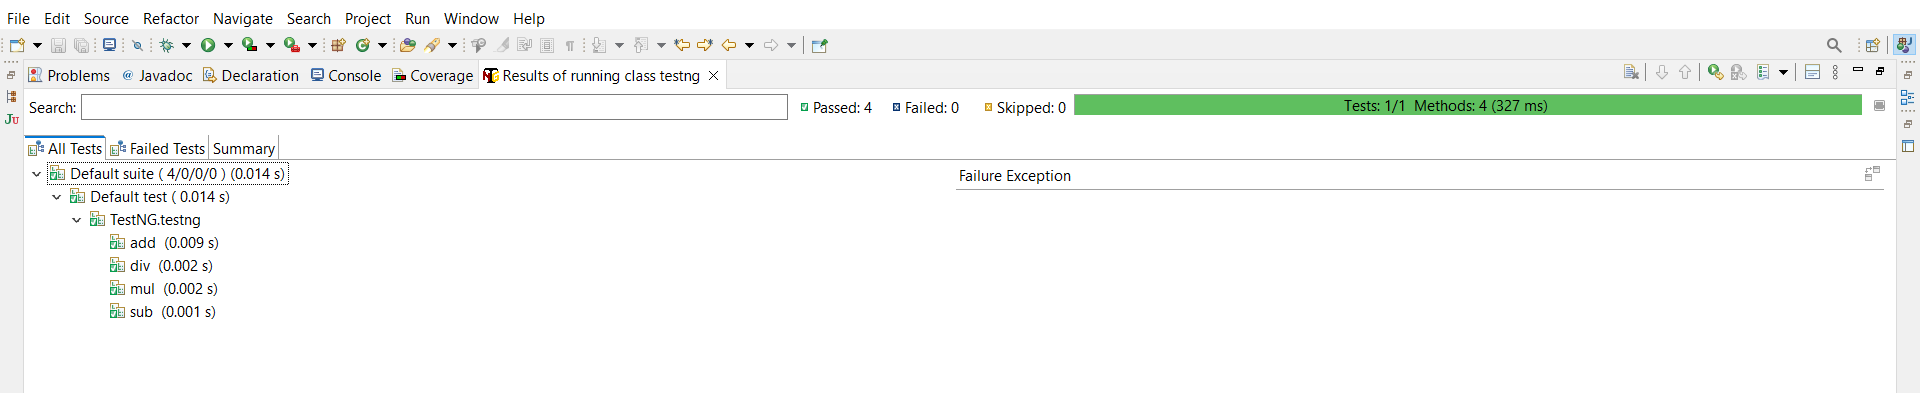 File Edit Source Refactor Navigate Search Project Run Window Help
Problems @ Javadoc Declaration Console Coverage Results of running class testng
Search: Passed: 4 Failed: 0 Skipped: 0 Tests: 1/1 Methods: 4 (327 ms)
JU
All Tests Failed Tests Summary
Default suite ( 4/0/0/0 ) (0.014 s)
Failure Exception
Default test ( 0.014 s)
TestNG.testng
add (0.009 s)
div (0.002 s)
mul (0.002 s)
sub (0.001 s)